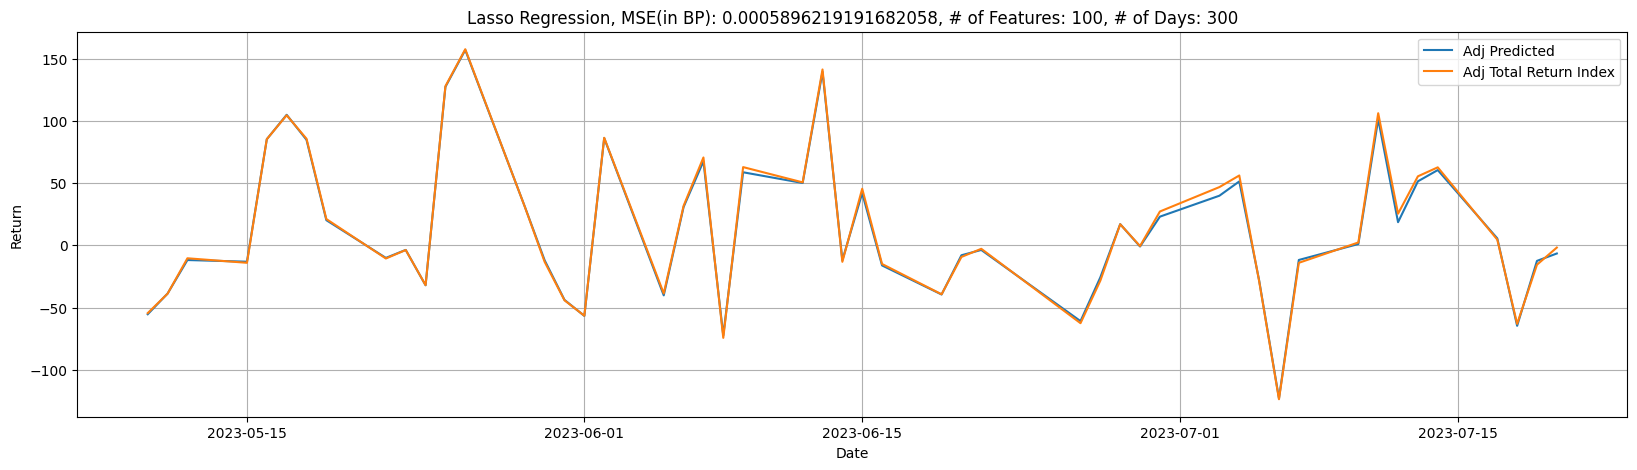 Lasso Regression, MSE(in BP): 0.0005896219191682058, # of Features: 100, # of Days: 300
Adj Predicted
Adj Total Return Index
Return
150
100
50
0
−50
−100
2023-05-15
2023-06-01
2023-06-15
2023-07-01
2023-07-15
Date